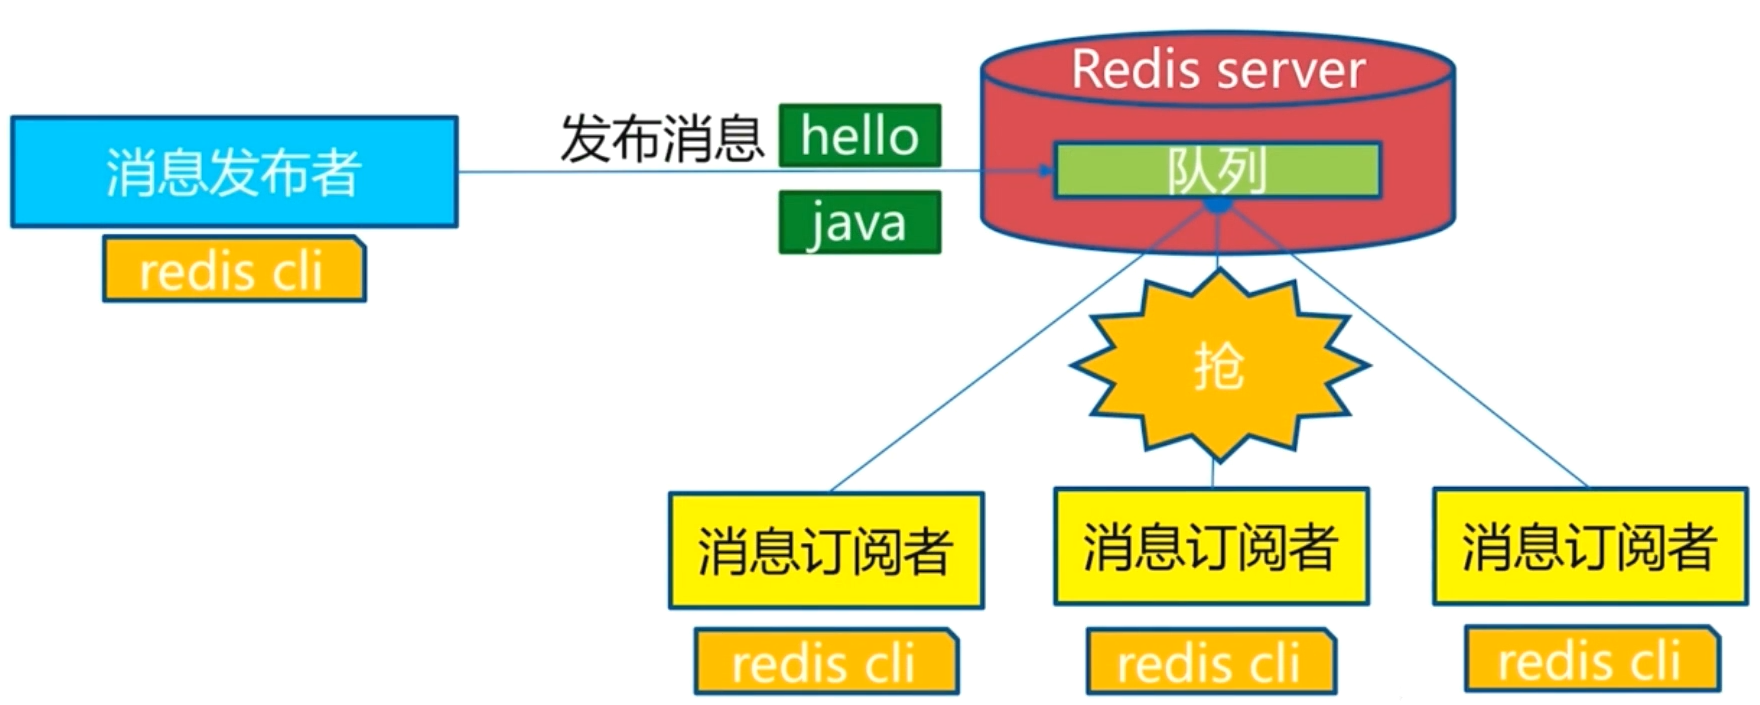 Redis server
发布消息
hello
消息发布者
队列
java
redis cli
抢
消息订阅者
消息订阅者
消息订阅者
redis cli
redis cli
redis cli